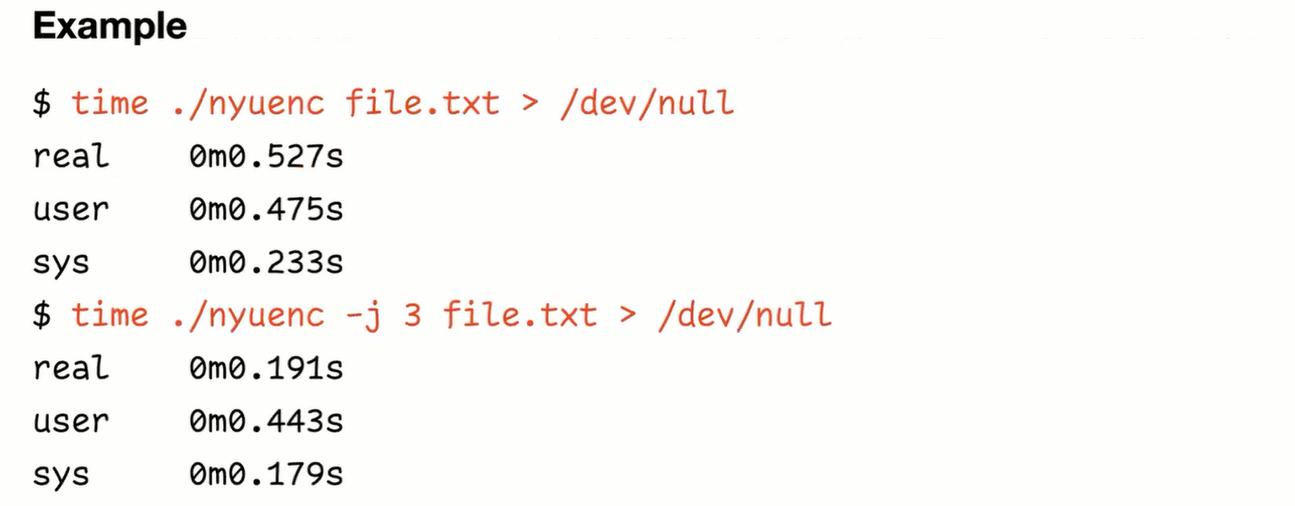 Example
$ time ./nyuenc file.txt > /dev/null
real 0m0.527s
user 0m0.475s
sys 0m0.233s
$ time ./nyuenc -j 3 file.txt > /dev/null
real 0m0.191s
user 0m0.443s
sys 0m0.179s